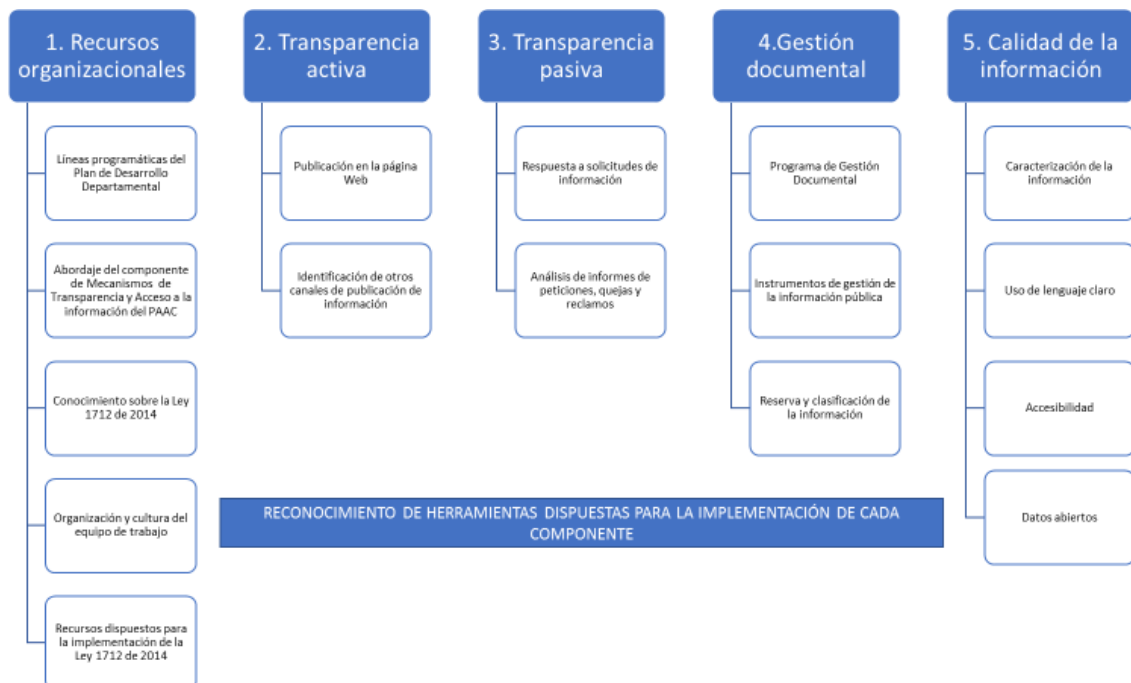 1. Recursos
organizacionales
Líneas programáticas del
Plan de Desarrollo
Departamental
Abordaje del componente
de Mecanismos de
Transparencia y Acceso a la
información del PAAC
Conocimiento sobre la Ley
1712 de 2014
Organización y cultura del
equipo de trabajo
Recursos dispuestos para
la implementación de la
Ley 1712 de 2014
2. Transparencia
activa
Publicación en la página
Web
Identificación de otros
canales de publicación de
información
3. Transparencia
pasiva
Respuesta a solicitudes de
información
Análisis de informes de
peticiones, quejas y
reclamos
4.Gestión
documental
Programa de Gestión
Documental
Instrumentos de gestión de
la información pública
Reserva y clasificación de
la información
5. Calidad de la
información
Caracterización de la
información
Uso de lenguaje claro
Accesibilidad
Datos abiertos
RECONOCIMIENTO DE HERRAMIENTAS DISPUESTAS PARA LA IMPLEMENTACIÓN DE CADA
COMPONENTE